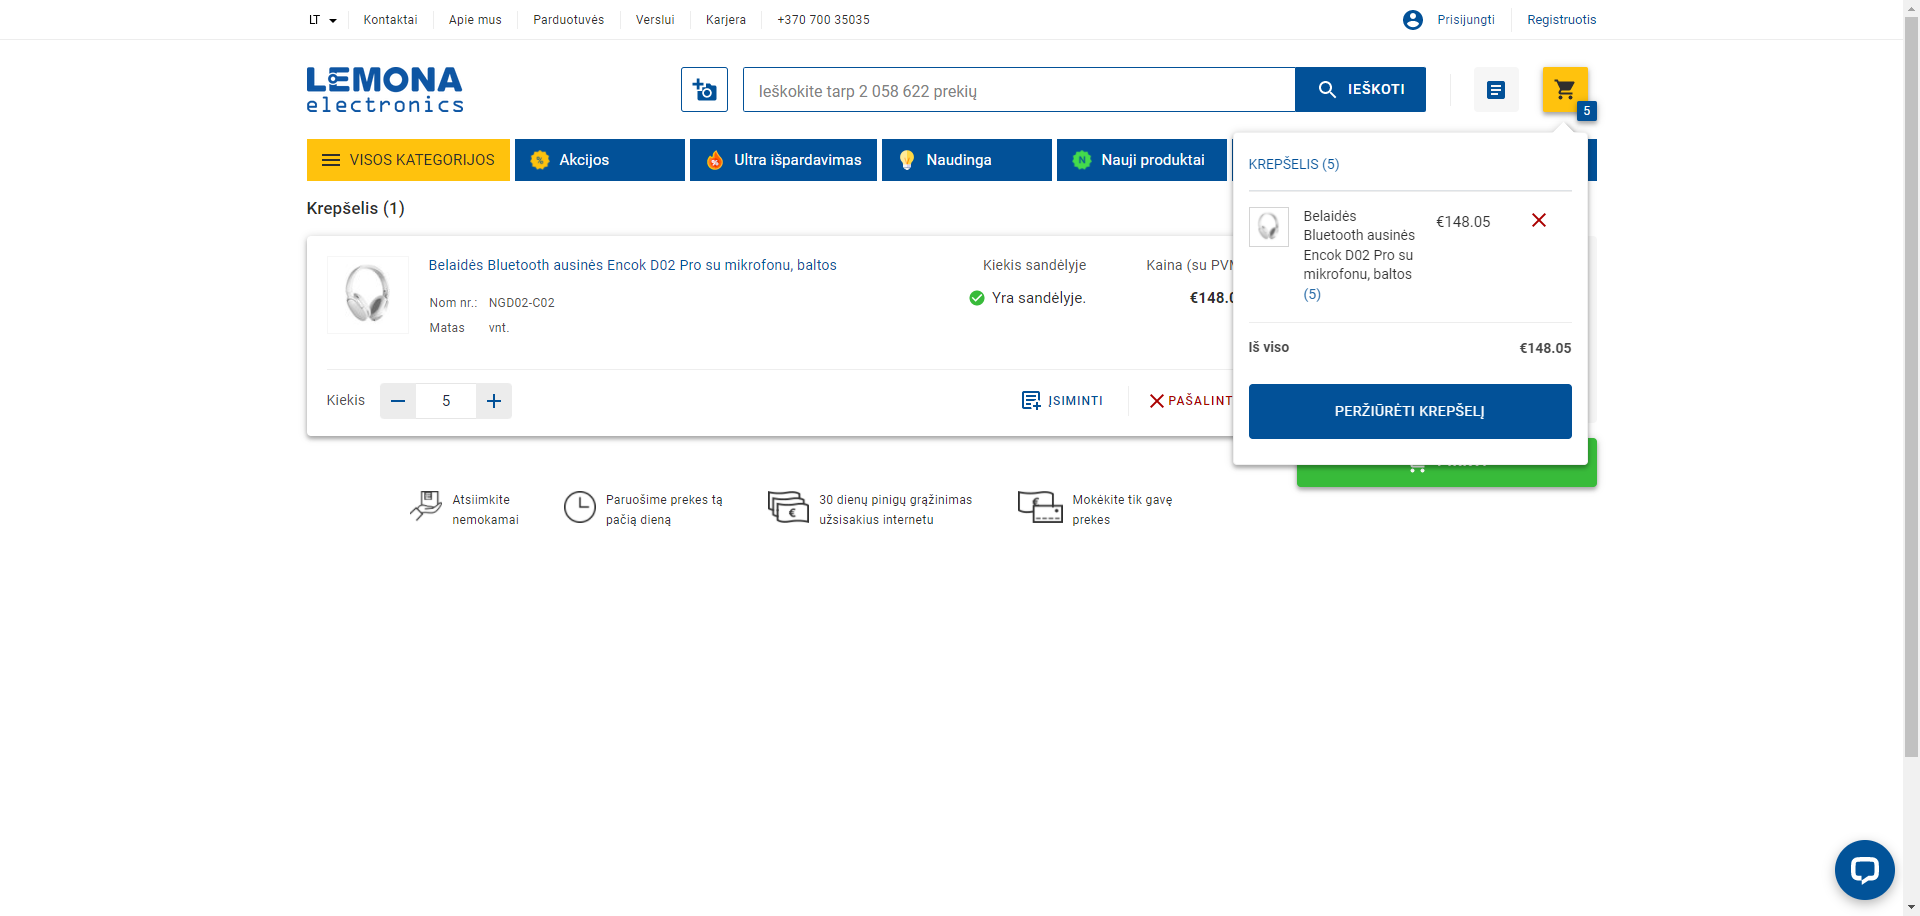 LT
Kontaktai
Apie mus
Parduotuvės
Verslui
Karjera
+370 700 35035
Prisijungti
Registruotis
LEMONA
electronics
Ieškokite tarp 2 058 622 prekių
IEŠKOTI
5
VISOS KATEGORIJOS
Akcijos
Ultra išpardavimas
Naudinga
Nauji produktai
Krepšelis (1)
Belaidės Bluetooth ausinės Encok D02 Pro su mikrofonu, baltos
Nom nr.: NGD02-C02
Matas vnt.
Kiekis sandėlyje
Yra sandėlyje.
Kaina (su PVM
€148.0
Kiekis
5
ĮSIMINTI
PAŠALINT
KREPŠELIS (5)
Belaidės
Bluetooth ausinės
Encok D02 Pro su
mikrofonu, baltos
(5)
€148.05
Iš viso
€148.05
PERŽIŪRĖTI KREPŠELĮ
Atsiimkite
nemokamai
Paruošime prekes tą
pačią dieną
30 dienų pinigų grąžinimas
užsisakius internetu
Mokėkite tik gavę
prekes